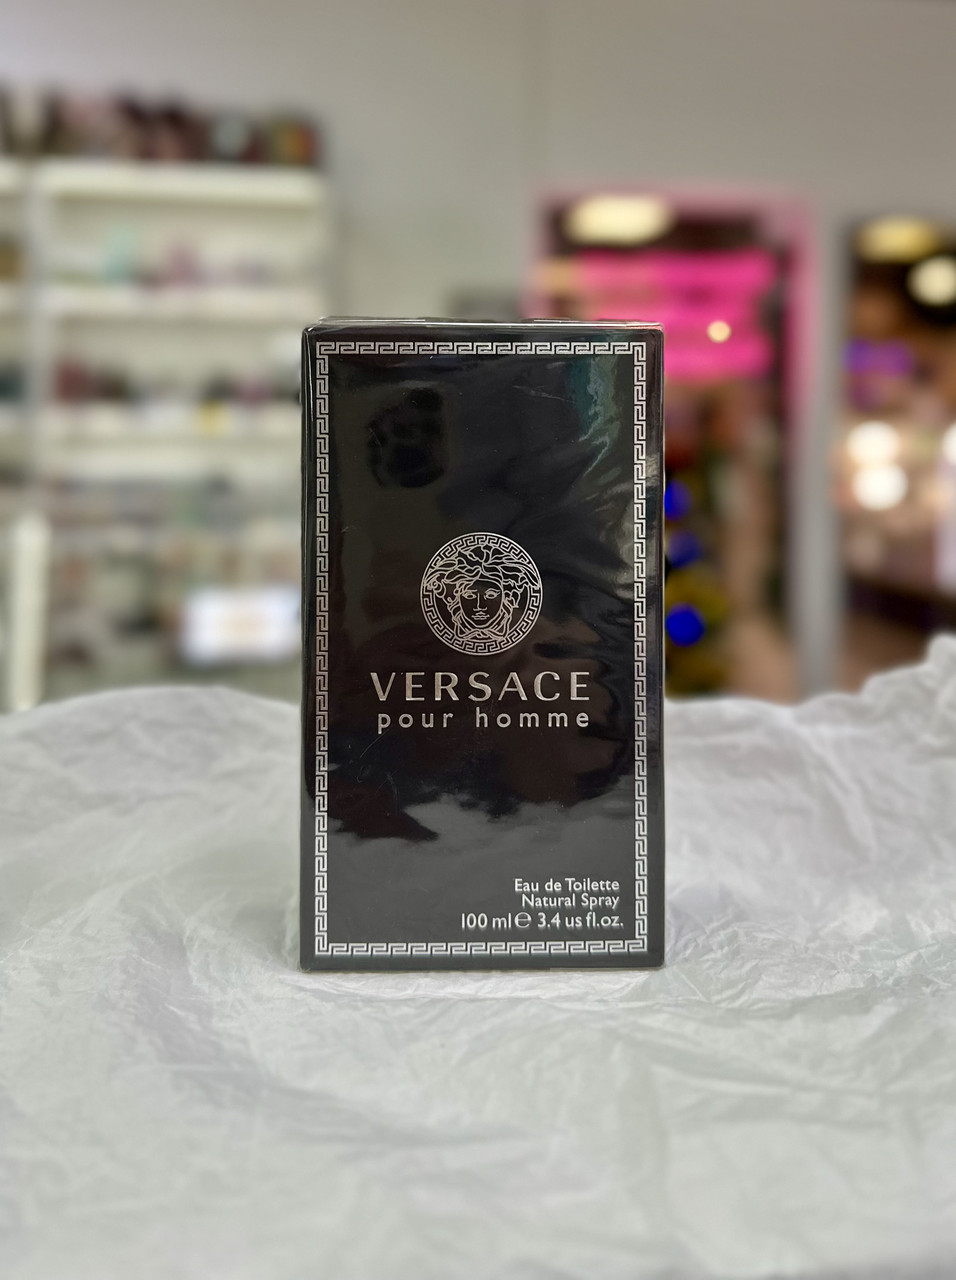 VERSACE
pour homme
Eau de Toilette
Natural Spray
100 ml ℮ 3.4 us fl.oz.